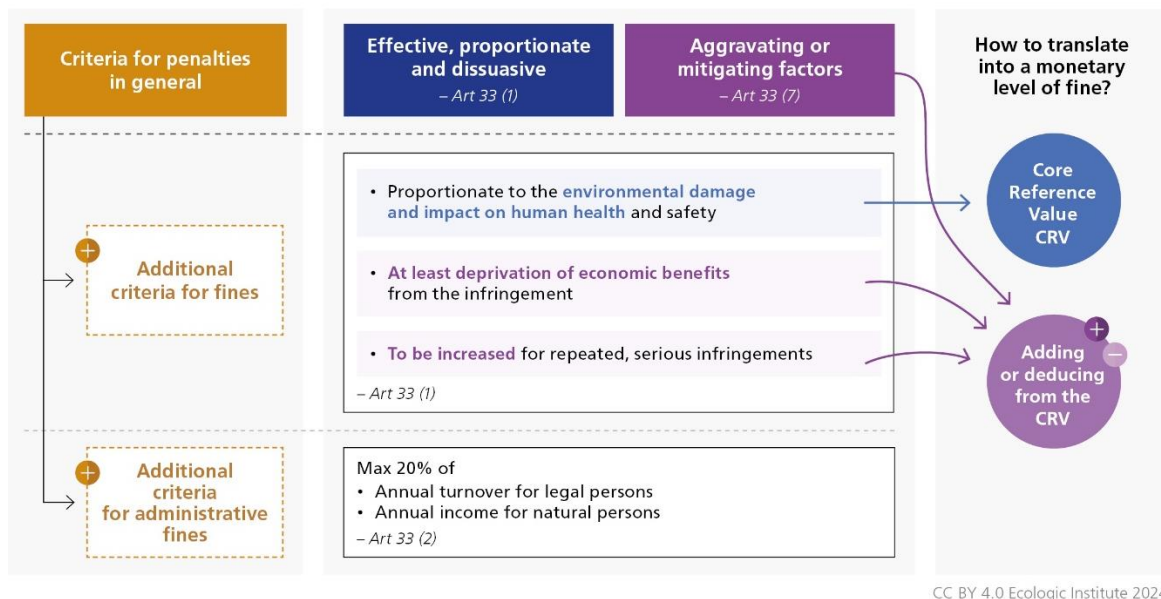 Criteria for penalties
in general
Effective, proportionate
and dissuasive
– Art 33 (1)
Aggravating or
mitigating factors
– Art 33 (7)
How to translate
into a monetary
level of fine?
+
Additional
criteria for fines
• Proportionate to the environmental damage
and impact on human health and safety
• At least deprivation of economic benefits
from the infringement
• To be increased for repeated, serious infringements
– Art 33 (1)
Core
Reference
Value
CRV
+
–
Adding
or deducing
from the
CRV
+
Additional
criteria
for administrative
fines
Max 20% of
• Annual turnover for legal persons
• Annual income for natural persons
– Art 33 (2)
CC BY 4.0 Ecologic Institute 2024